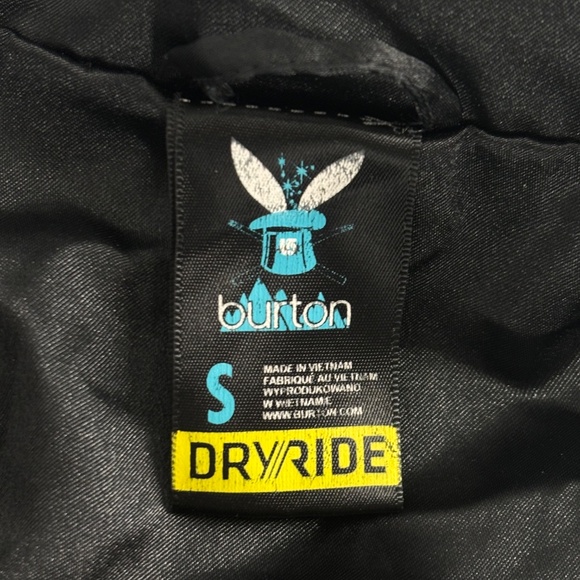 burton
S
MADE IN VIETNAM
FABRIQUÉ AU VIETNAM
WYPRODUKOWANO
W WIETNAMIE
WWW.BURTON.COM
DRYRIDE